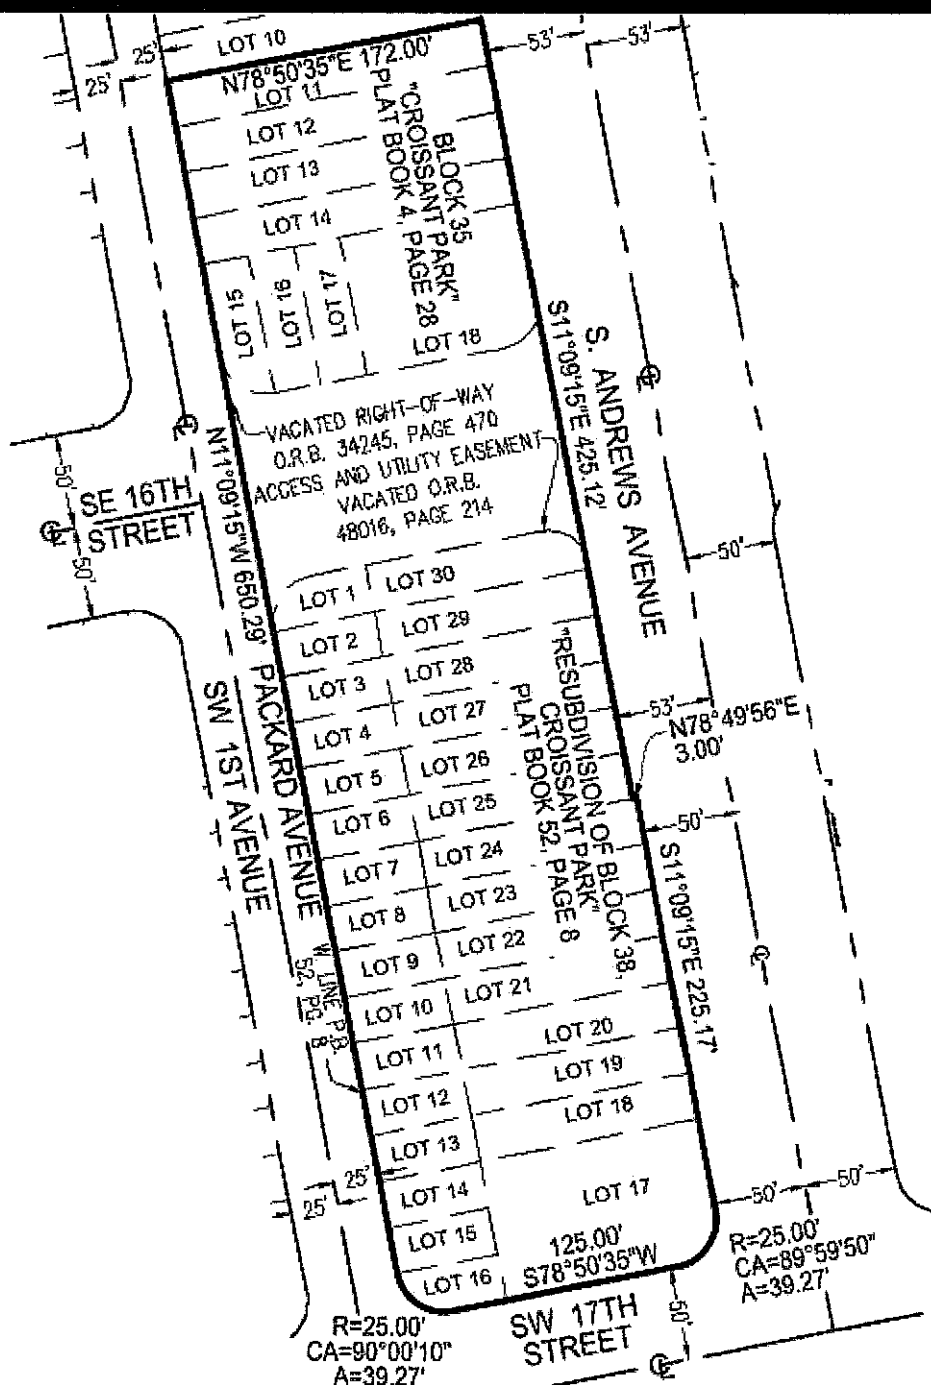 LOT 10
25'
25'
53'
53'
N78°50'35"E 172.00'
LOT 11
LOT 12
LOT 13
LOT 14
LOT 15
LOT 16
LOT 17
LOT 18
BLOCK 35
"CROISSANT PARK"
PLAT BOOK 4, PAGE 28
VACATED RIGHT-OF-WAY
O.R.B. 34245, PAGE 470
ACCESS AND UTILITY EASEMENT
VACATED O.R.B.
48016, PAGE 214
S11°09'15"E 425.12'
S. ANDREWS AVENUE
℄
℄
50'
SE 16TH
STREET
℄
50'
N11°09'15"W 650.29'
PACKARD AVENUE
SW 1ST AVENUE
50'
LOT 1
LOT 30
LOT 2
LOT 29
LOT 3
LOT 28
LOT 4
LOT 27
LOT 5
LOT 26
LOT 6
LOT 25
LOT 7
LOT 24
LOT 8
LOT 23
LOT 9
LOT 22
LOT 10
LOT 21
LOT 11
LOT 20
LOT 12
LOT 19
LOT 13
LOT 18
LOT 14
LOT 17
LOT 15
LOT 16
"RESUBDIVISION OF BLOCK 38,
CROISSANT PARK"
PLAT BOOK 52, PAGE 8
53'
N78°49'56"E
3.00'
50'
S11°09'15"E 225.17'
℄
W. LINE P.B.
52, PG. 8
25'
25'
50'
50'
125.00'
S78°50'35"W
R=25.00'
CA=89°59'50"
A=39.27'
R=25.00'
CA=90°00'10"
A=39.27'
SW 17TH
STREET
50'
℄